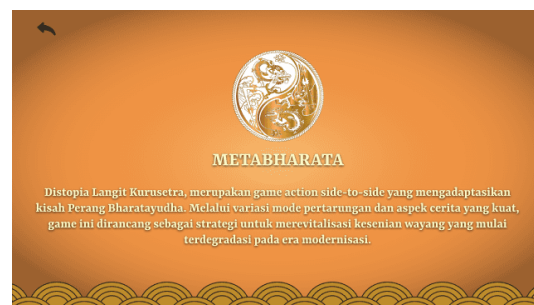 METABHARATA
Distopia Langit Kurusetra, merupakan game action side-to-side yang mengadaptasikan
kisah Perang Bharatayudha. Melalui variasi mode pertarungan dan aspek cerita yang kuat,
game ini dirancang sebagai strategi untuk merevitalisasi kesenian wayang yang mulai
terdegradasi pada era modernisasi.